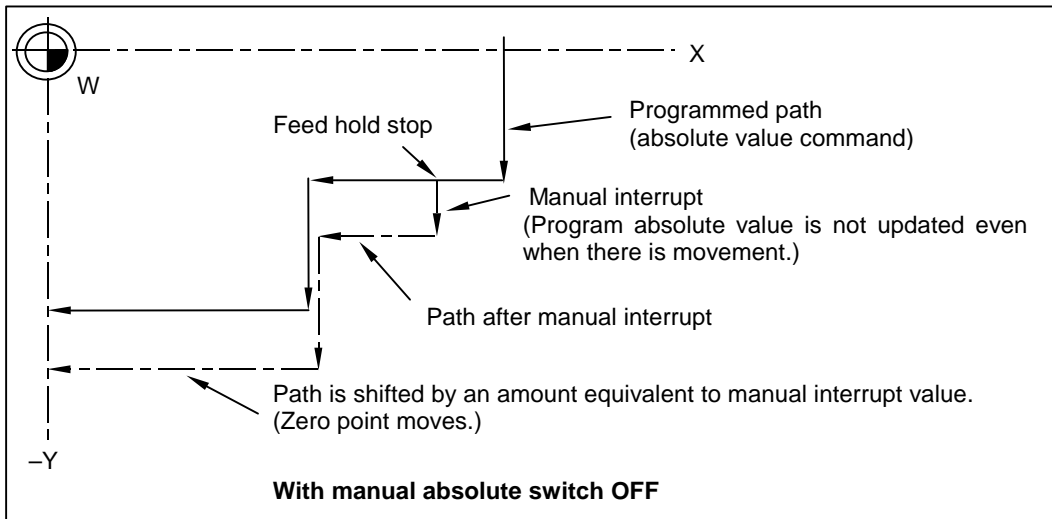 X
W
Programmed path
(absolute value command)
Feed hold stop
Manual interrupt
(Program absolute value is not updated even
when there is movement.)
Path after manual interrupt
Path is shifted by an amount equivalent to manual interrupt value.
(Zero point moves.)
–Y
With manual absolute switch OFF